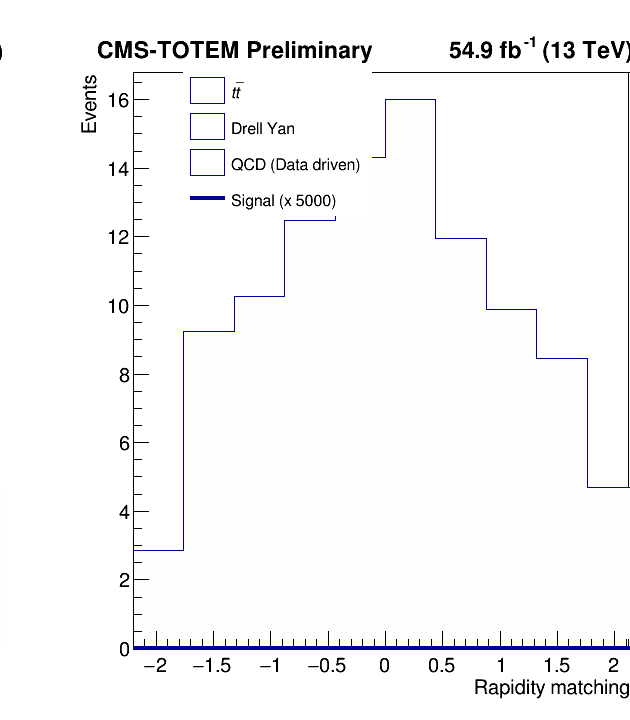 )
CMS-TOTEM Preliminary 54.9 fb⁻¹ (13 TeV)
Events
tt̅
Drell Yan
QCD (Data driven)
Signal (x 5000)
16
14
12
10
8
6
4
2
0
−2 −1.5 −1 −0.5 0 0.5 1 1.5 2
Rapidity matching